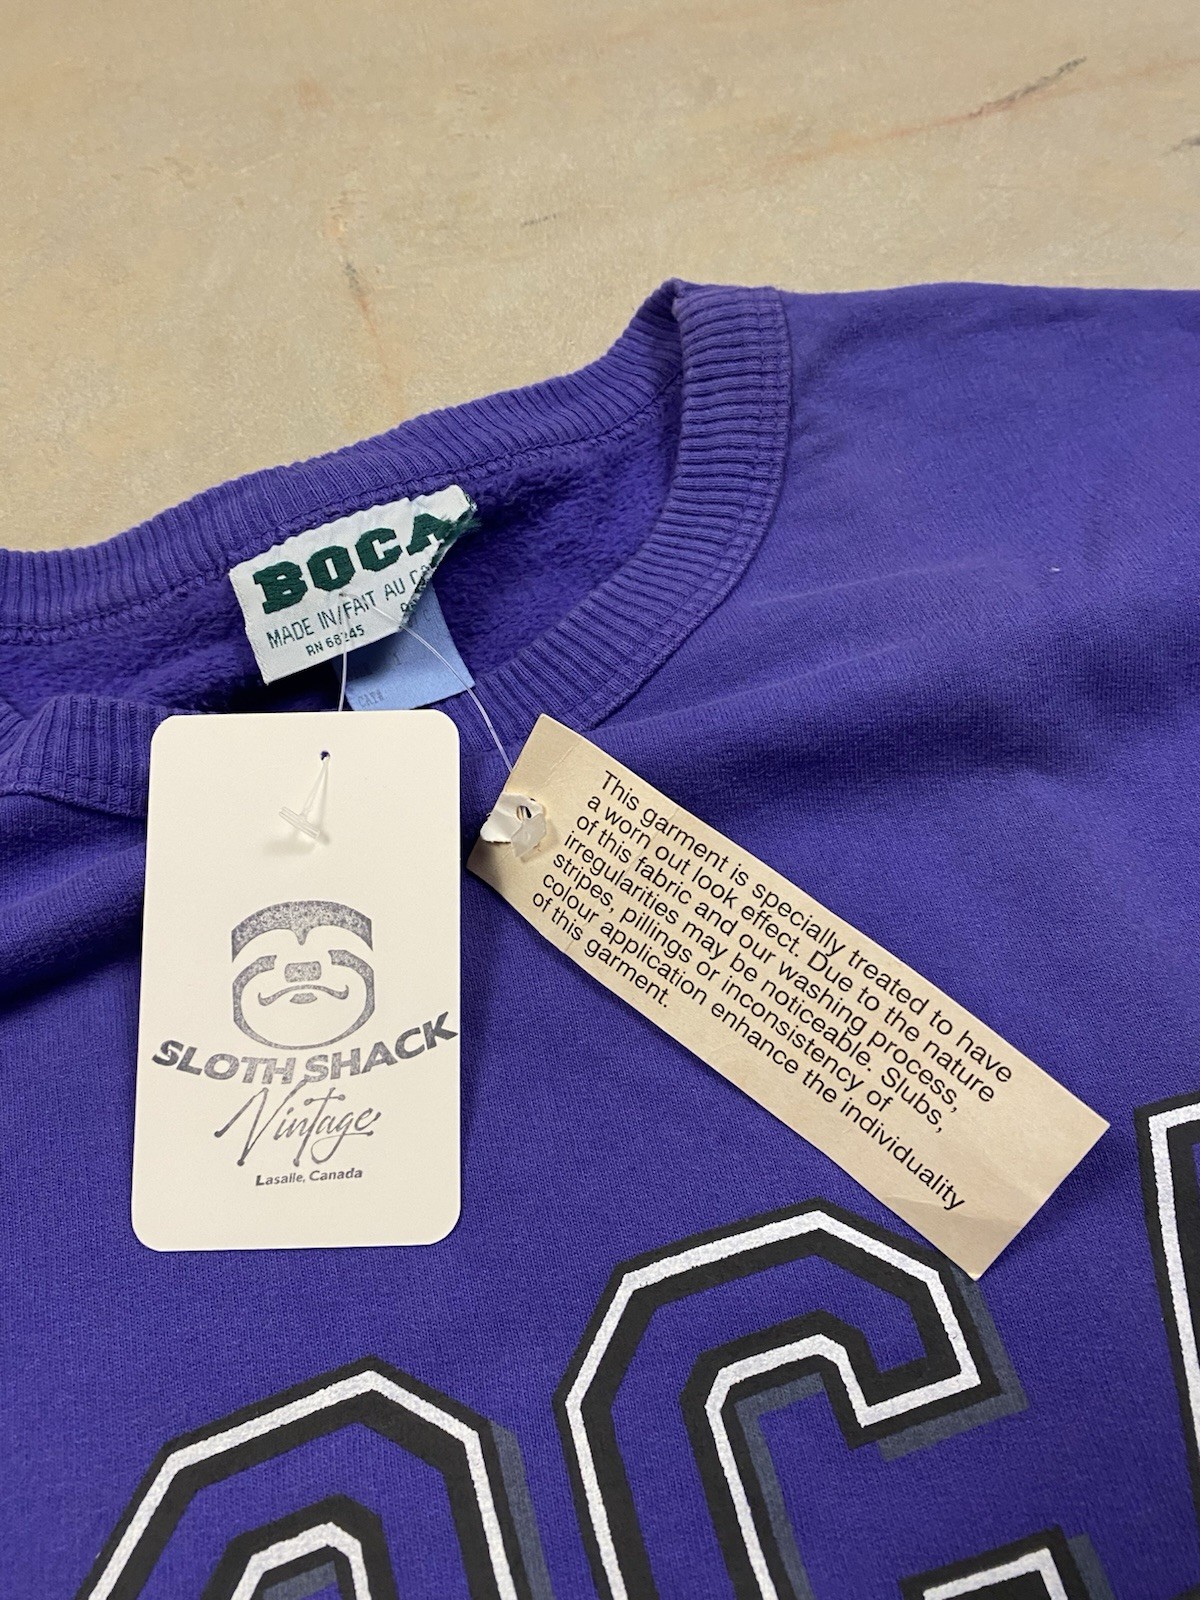 BOCA
MADE IN/FAIT AU
RN 68245
SLOTH SHACK
Vintage
Lasalle, Canada
This garment is specially treated to have
a worn out look effect. Due to the nature
of this fabric and our washing process,
irregularities may be noticeable. Slubs,
stripes, pillings or inconsistency of
colour application enhance the individuality
of this garment.